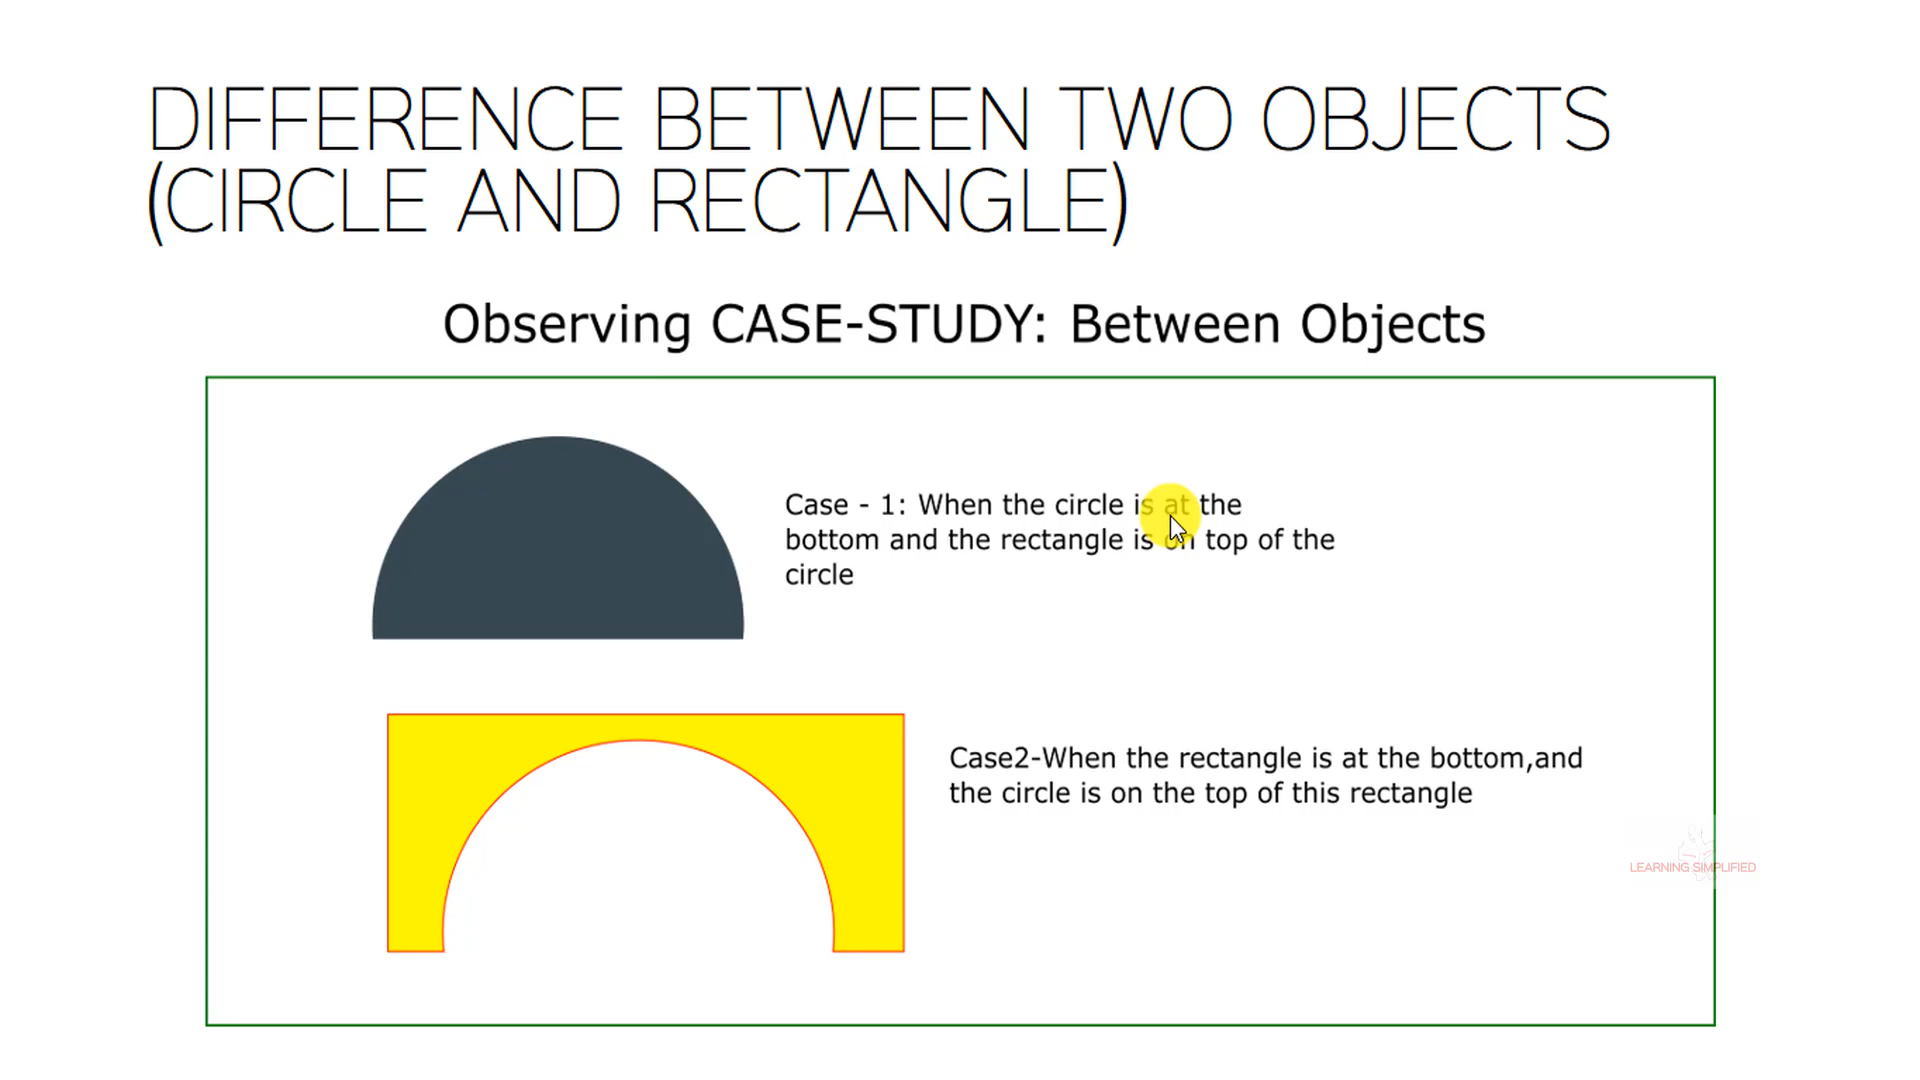 DIFFERENCE BETWEEN TWO OBJECTS
(CIRCLE AND RECTANGLE)
Observing CASE-STUDY: Between Objects
Case - 1: When the circle is at the
bottom and the rectangle is on top of the
circle
Case2-When the rectangle is at the bottom,and
the circle is on the top of this rectangle
LEARNING SIMPLIFIED